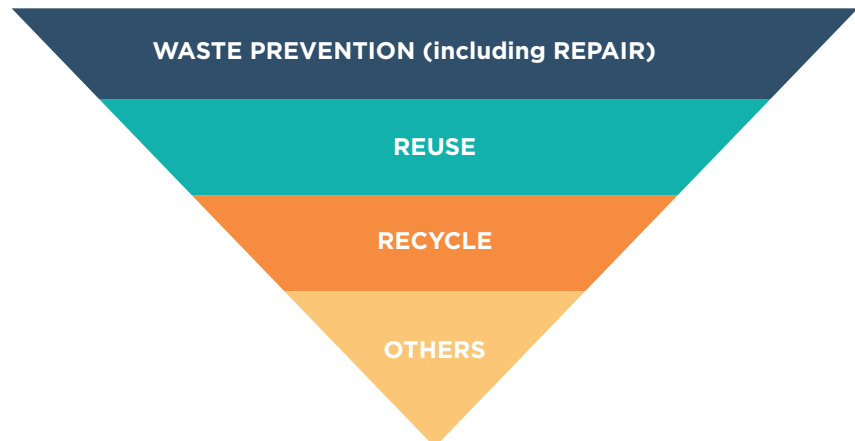 WASTE PREVENTION (including REPAIR)
REUSE
RECYCLE
OTHERS